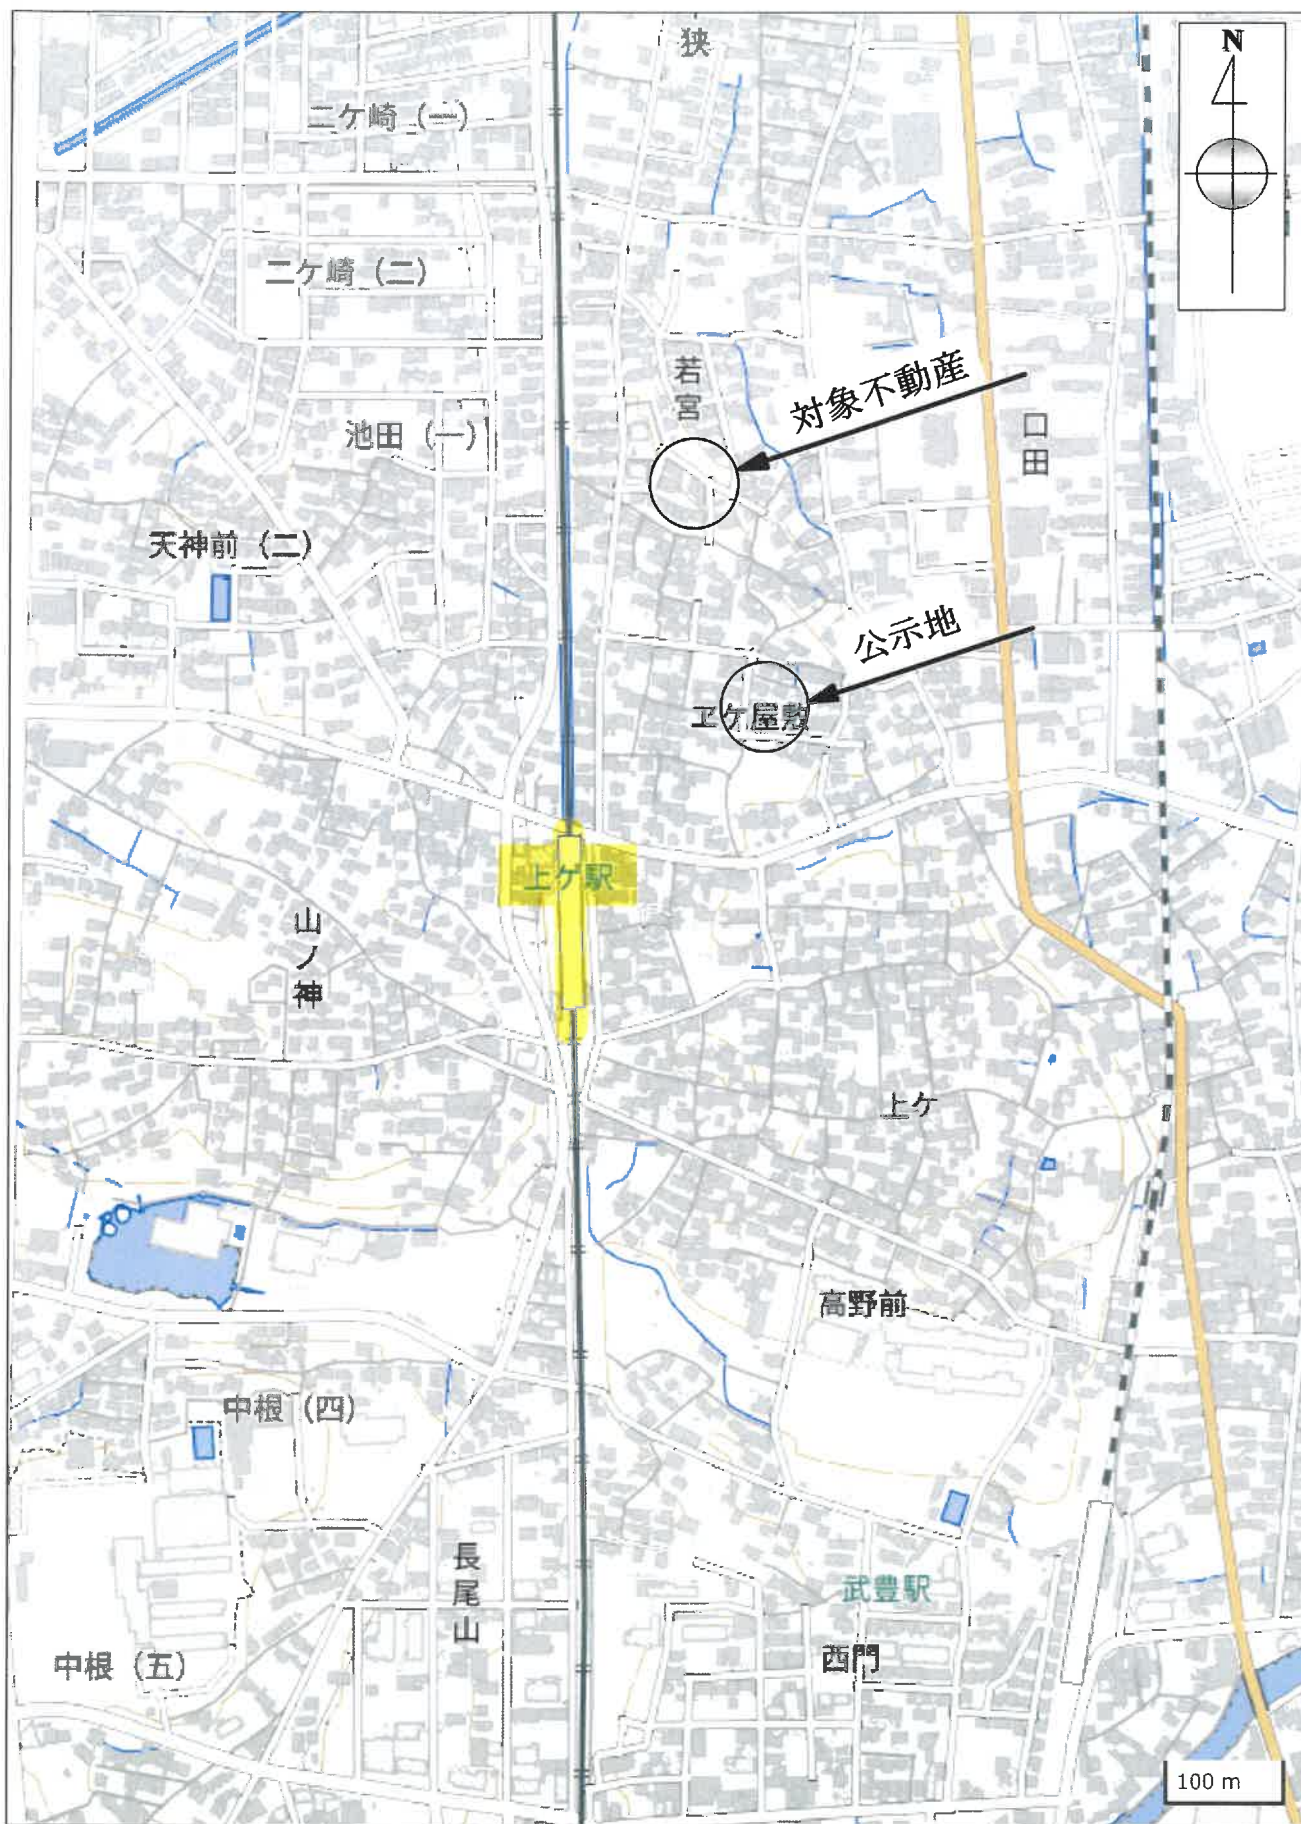 狭
N
二ケ崎（一）
二ケ崎（二）
若宮
対象不動産
池田（一）
口田
天神前（二）
公示地
ヱケ屋敷
上ゲ駅
山ノ神
上ケ
高野前
中根（四）
長尾山
武豊駅
西門
中根（五）
100 m